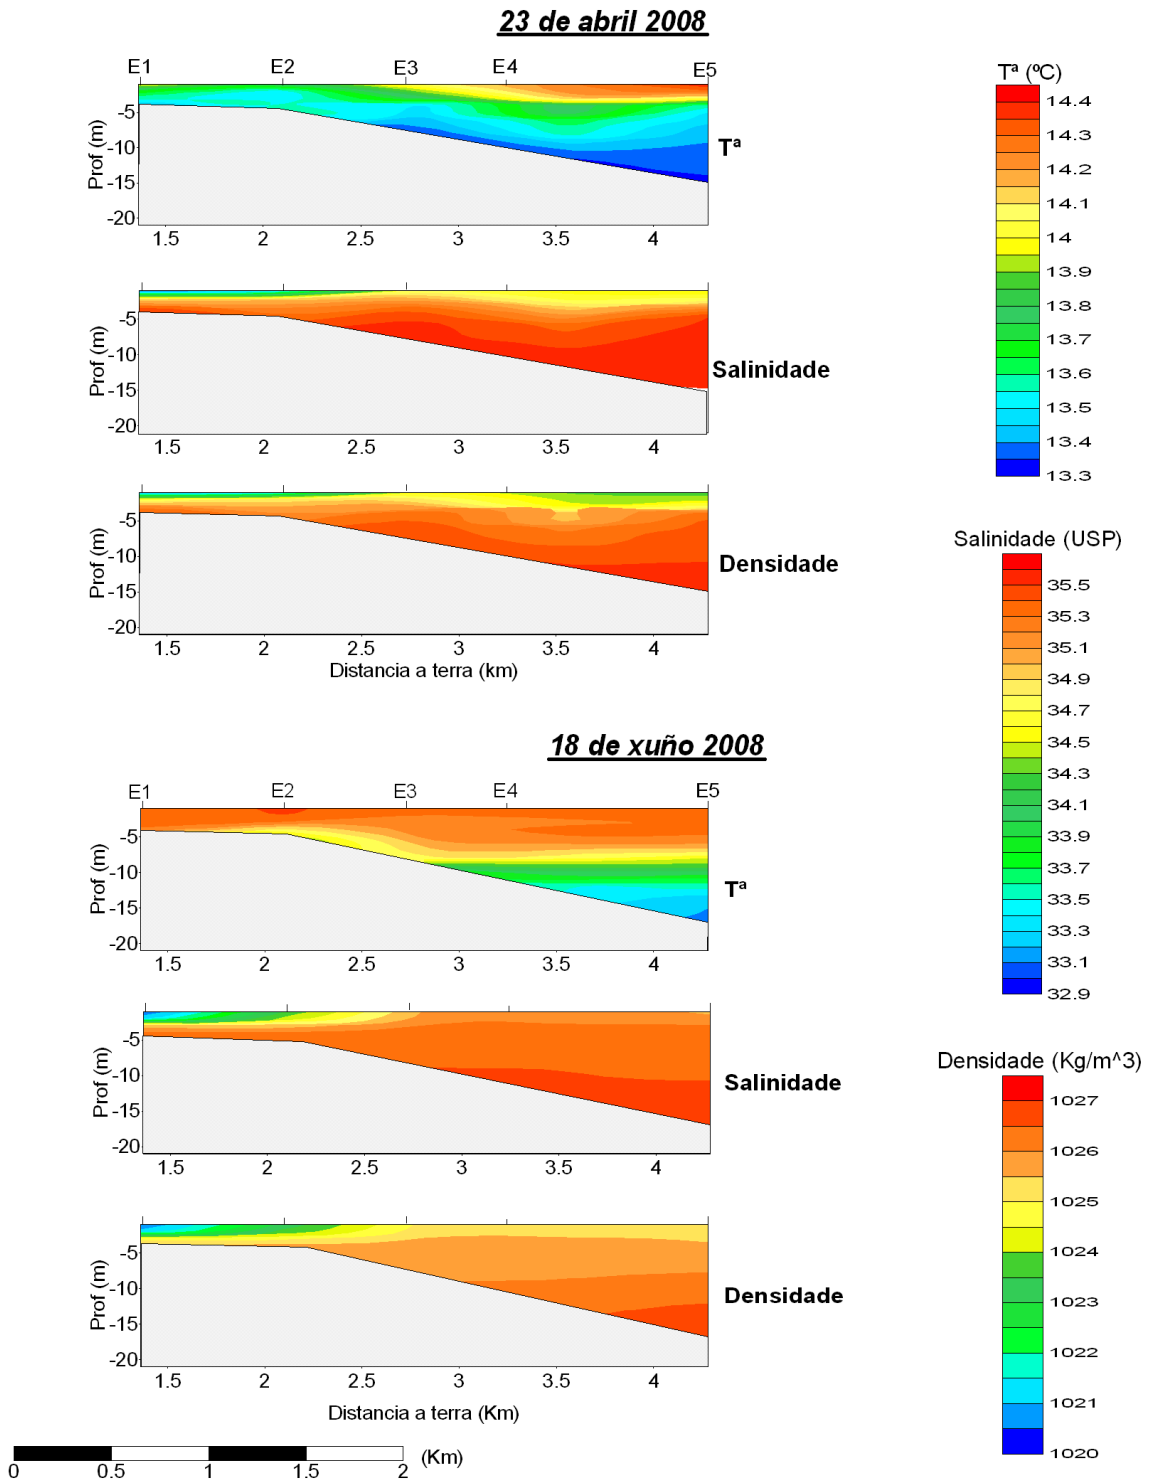 23 de abril 2008
E1 E2 E3 E4 E5
-5
-10
-15
-20
Prof (m)
Tª
1.5 2 2.5 3 3.5 4
-5
-10
-15
-20
Prof (m)
Salinidade
1.5 2 2.5 3 3.5 4
-5
-10
-15
-20
Prof (m)
Densidade
1.5 2 2.5 3 3.5 4
Distancia a terra (km)
18 de xuño 2008
E1 E2 E3 E4 E5
-5
-10
-15
-20
Prof (m)
Tª
1.5 2 2.5 3 3.5 4
-5
-10
-15
-20
Prof (m)
Salinidade
1.5 2 2.5 3 3.5 4
-5
-10
-15
-20
Prof (m)
Densidade
1.5 2 2.5 3 3.5 4
Distancia a terra (Km)
0 0.5 1 1.5 2
(Km)
Tª (ºC)
14.4
14.3
14.2
14.1
14
13.9
13.8
13.7
13.6
13.5
13.4
13.3
Salinidade (USP)
35.5
35.3
35.1
34.9
34.7
34.5
34.3
34.1
33.9
33.7
33.5
33.3
33.1
32.9
Densidade (Kg/m^3)
1027
1026
1025
1024
1023
1022
1021
1020